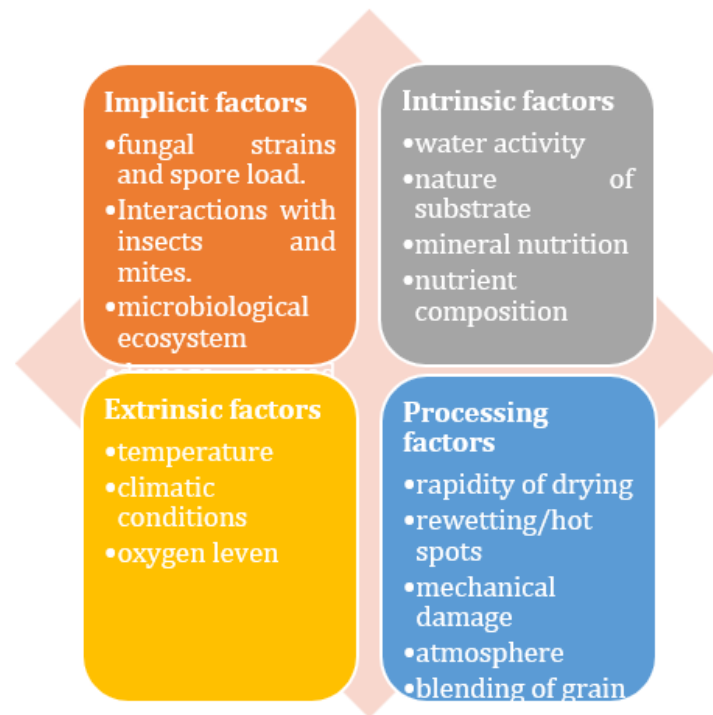 Implicit factors
•fungal strains
and spore load.
•Interactions with
insects and
mites.
•microbiological
ecosystem
Intrinsic factors
•water activity
•nature of
substrate
•mineral nutrition
•nutrient
composition
Extrinsic factors
•temperature
•climatic
conditions
•oxygen leven
Processing
factors
•rapidity of drying
•rewetting/hot
spots
•mechanical
damage
•atmosphere
•blending of grain